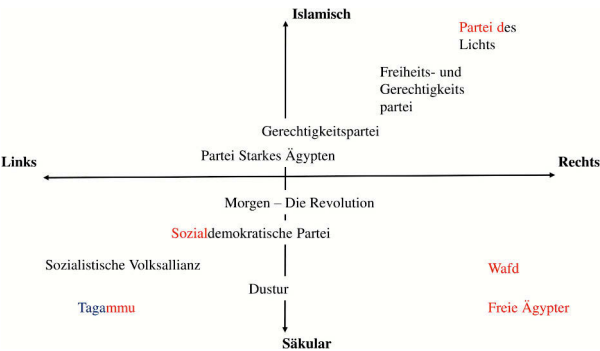 Islamisch
Partei des
Lichts
Freiheits- und
Gerechtigkeits
partei
Gerechtigkeitspartei
Partei Starkes Ägypten
Links
Rechts
Morgen – Die Revolution
Sozialdemokratische Partei
Sozialistische Volksallianz
Wafd
Dustur
Tagammu
Freie Ägypter
Säkular